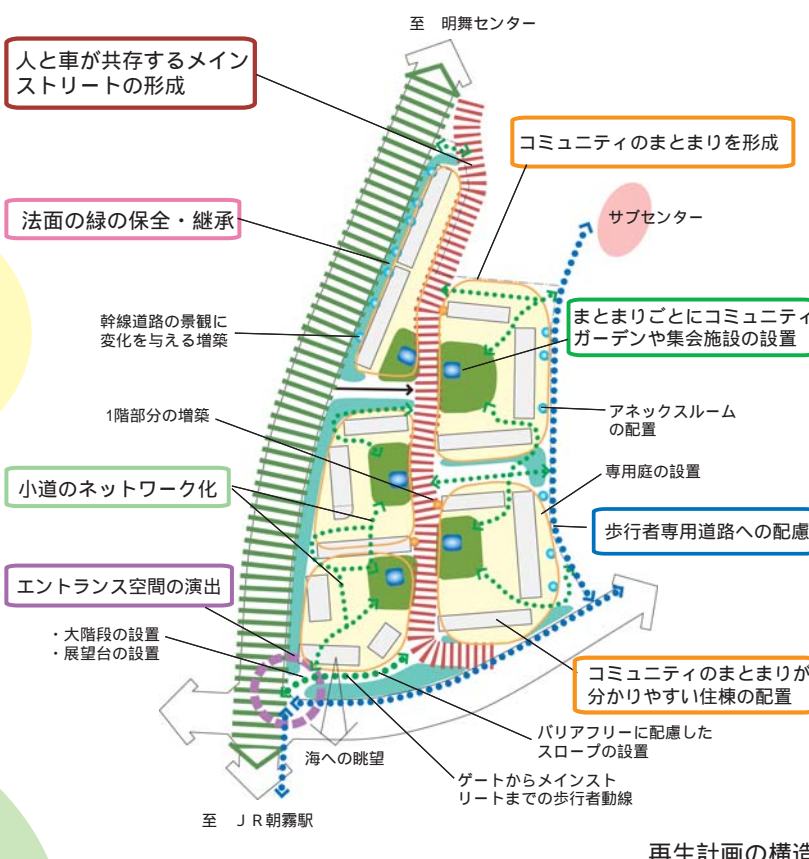 至　明舞センター
人と車が共存するメイン
ストリートの形成
コミュニティのまとまりを形成
サブセンター
法面の緑の保全・継承
幹線道路の景観に
変化を与える増築
まとまりごとにコミュニティ
ガーデンや集会施設の設置
1階部分の増築
アネックスルーム
の配置
専用庭の設置
小道のネットワーク化
歩行者専用道路への配慮
エントランス空間の演出
・大階段の設置
・展望台の設置
コミュニティのまとまりが
分かりやすい住棟の配置
バリアフリーに配慮した
スロープの設置
海への眺望
ゲートからメインスト
リートまでの歩行者動線
至　ＪＲ朝霧駅
再生計画の構造